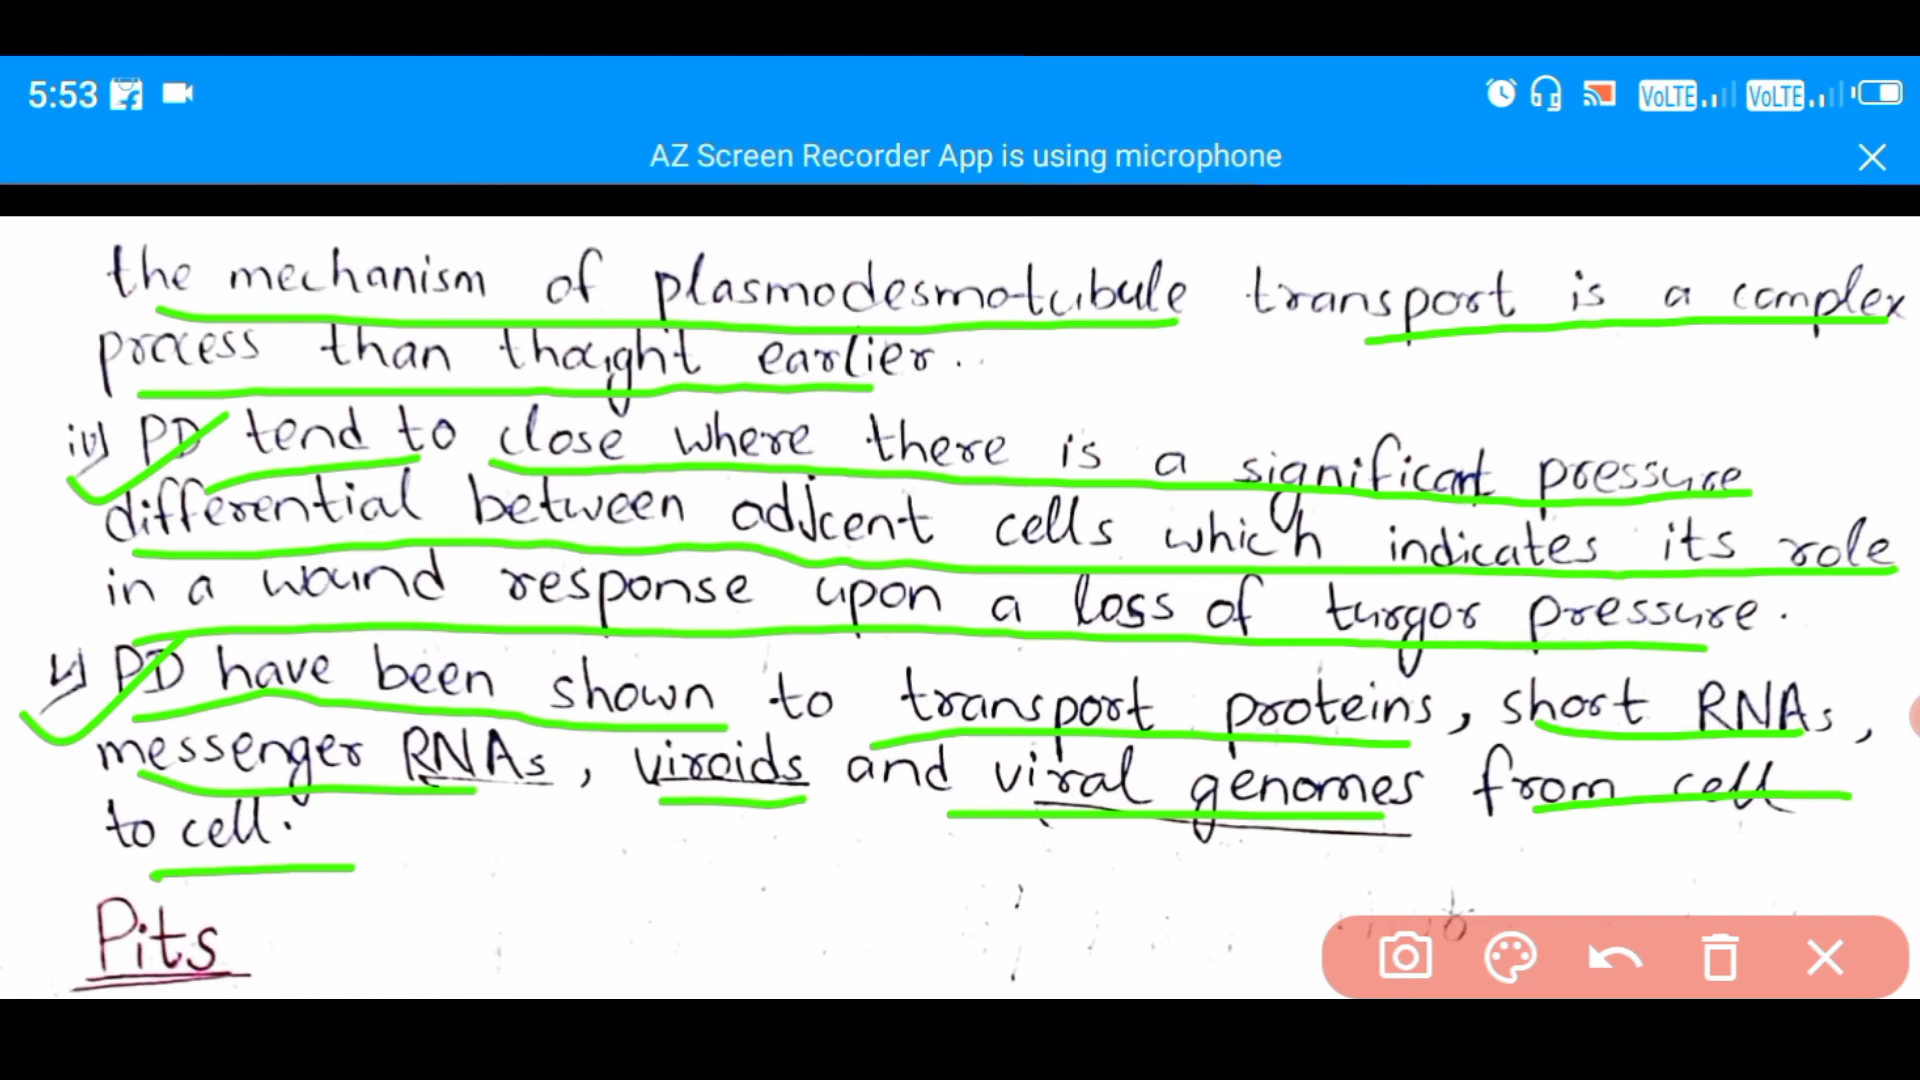 5:53 VoLTE VoLTE
AZ Screen Recorder App is using microphone
the mechanism of plasmodesmotubule transport is a complex
process than thought earlier..
iv) PD tend to close where there is a significant pressure
differential between adjcent cells which indicates its role
in a wound response upon a loss of turgor pressure.
v) PD have been shown to transport proteins, short RNAs,
messenger RNAs, viroids and viral genomes from cell
to cell.
Pits